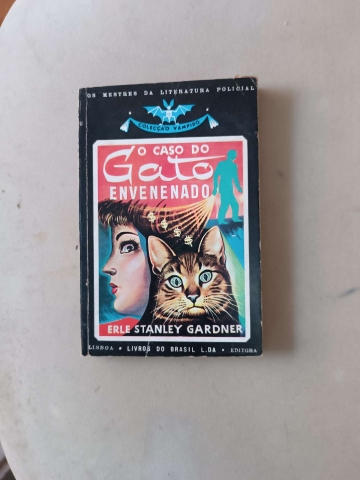 OS MESTRES DA LITERATURA POLICIAL
COLECÇÃO VAMPIRO
O CASO DO
Gato
ENVENENADO
ERLE STANLEY GARDNER
LISBOA • LIVROS DO BRASIL L.DA • EDITORA